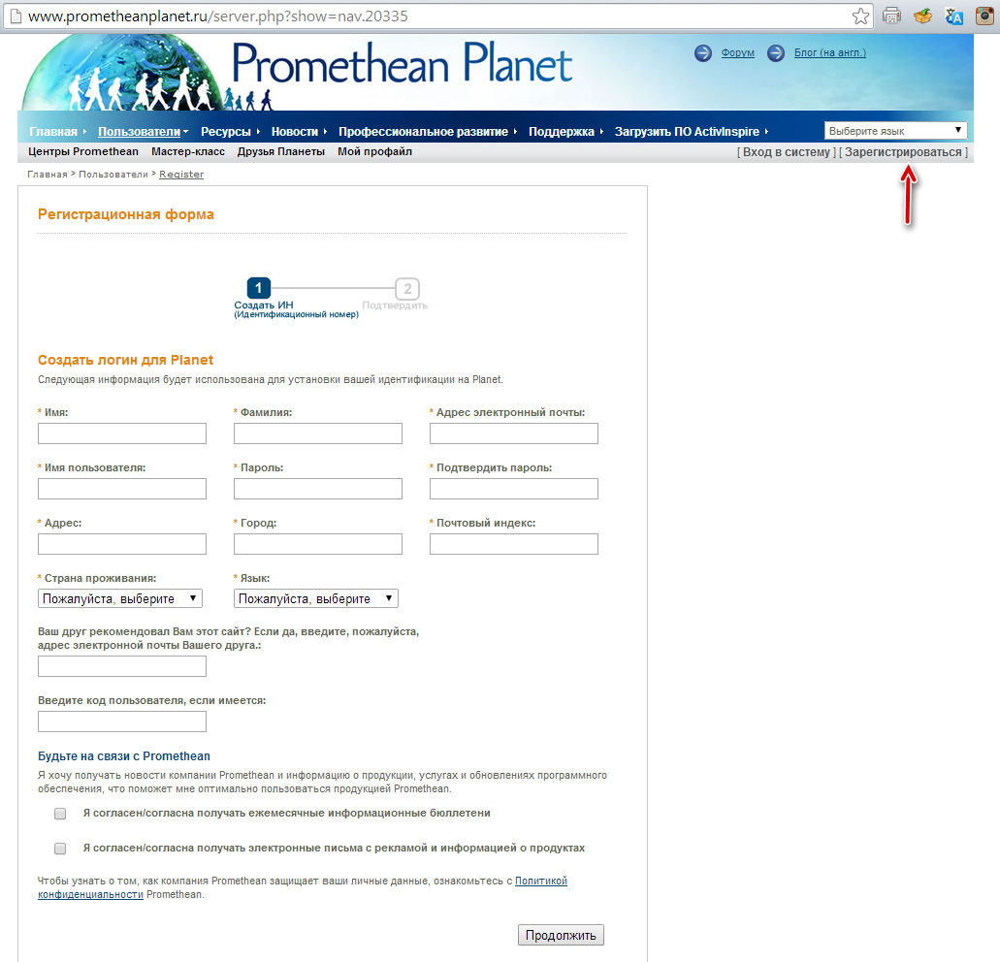 www.prometheanplanet.ru/server.php?show=nav.20335
Promethean Planet
Форум Блог (на англ.)
Главная Пользователи Ресурсы Новости Профессиональное развитие Поддержка Загрузить ПО ActivInspire Выберите язык
Центры Promethean Мастер-класс Друзья Планеты Мой профиль [ Вход в систему ] [ Зарегистрироваться ]
Главная > Пользователи > Register
Регистрационная форма
1 2
Создать ИН Подтвердить
(Идентификационный номер)
Создать логин для Planet
Следующая информация будет использована для установки вашей идентификации на Planet.
* Имя: * Фамилия: * Адрес электронный почты:
* Имя пользователя: * Пароль: * Подтвердить пароль:
* Адрес: * Город: * Почтовый индекс:
* Страна проживания: * Язык:
Пожалуйста, выберите Пожалуйста, выберите
Ваш друг рекомендовал Вам этот сайт? Если да, введите, пожалуйста,
адрес электронной почты Вашего друга.:
Введите код пользователя, если имеется:
Будьте на связи с Promethean
Я хочу получать новости компании Promethean и информацию о продукции, услугах и обновлениях программного
обеспечения, что поможет мне оптимально пользоваться продукцией Promethean.
Я согласен/согласна получать ежемесячные информационные бюллетени
Я согласен/согласна получать электронные письма с рекламой и информацией о продуктах
Чтобы узнать о том, как компания Promethean защищает ваши личные данные, ознакомьтесь с Политикой
конфиденциальности Promethean.
Продолжить